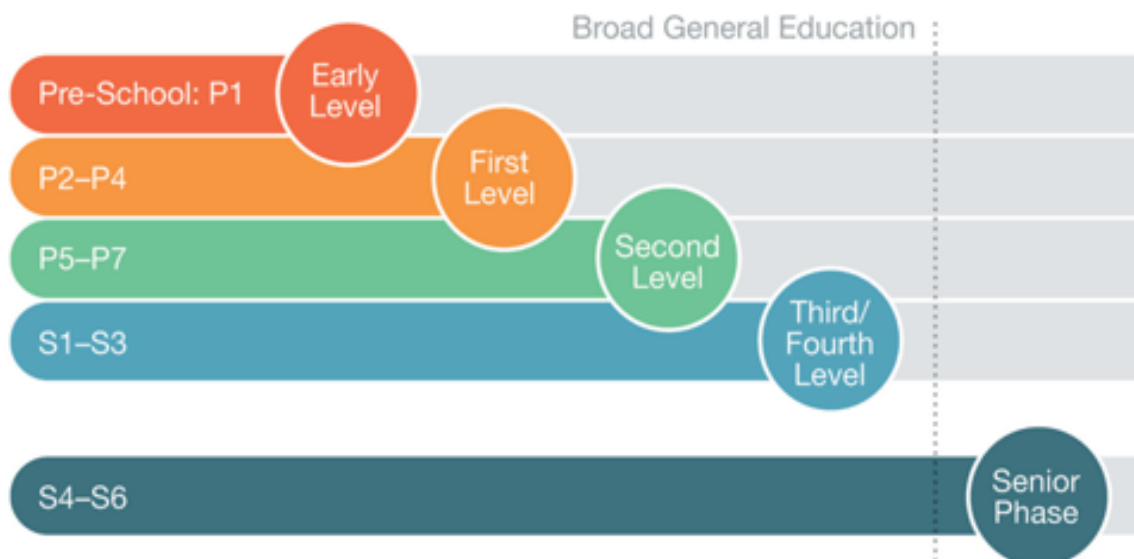 Broad General Education
Pre-School: P1
Early
Level
P2–P4
First
Level
P5–P7
Second
Level
S1–S3
Third/
Fourth
Level
S4–S6
Senior
Phase